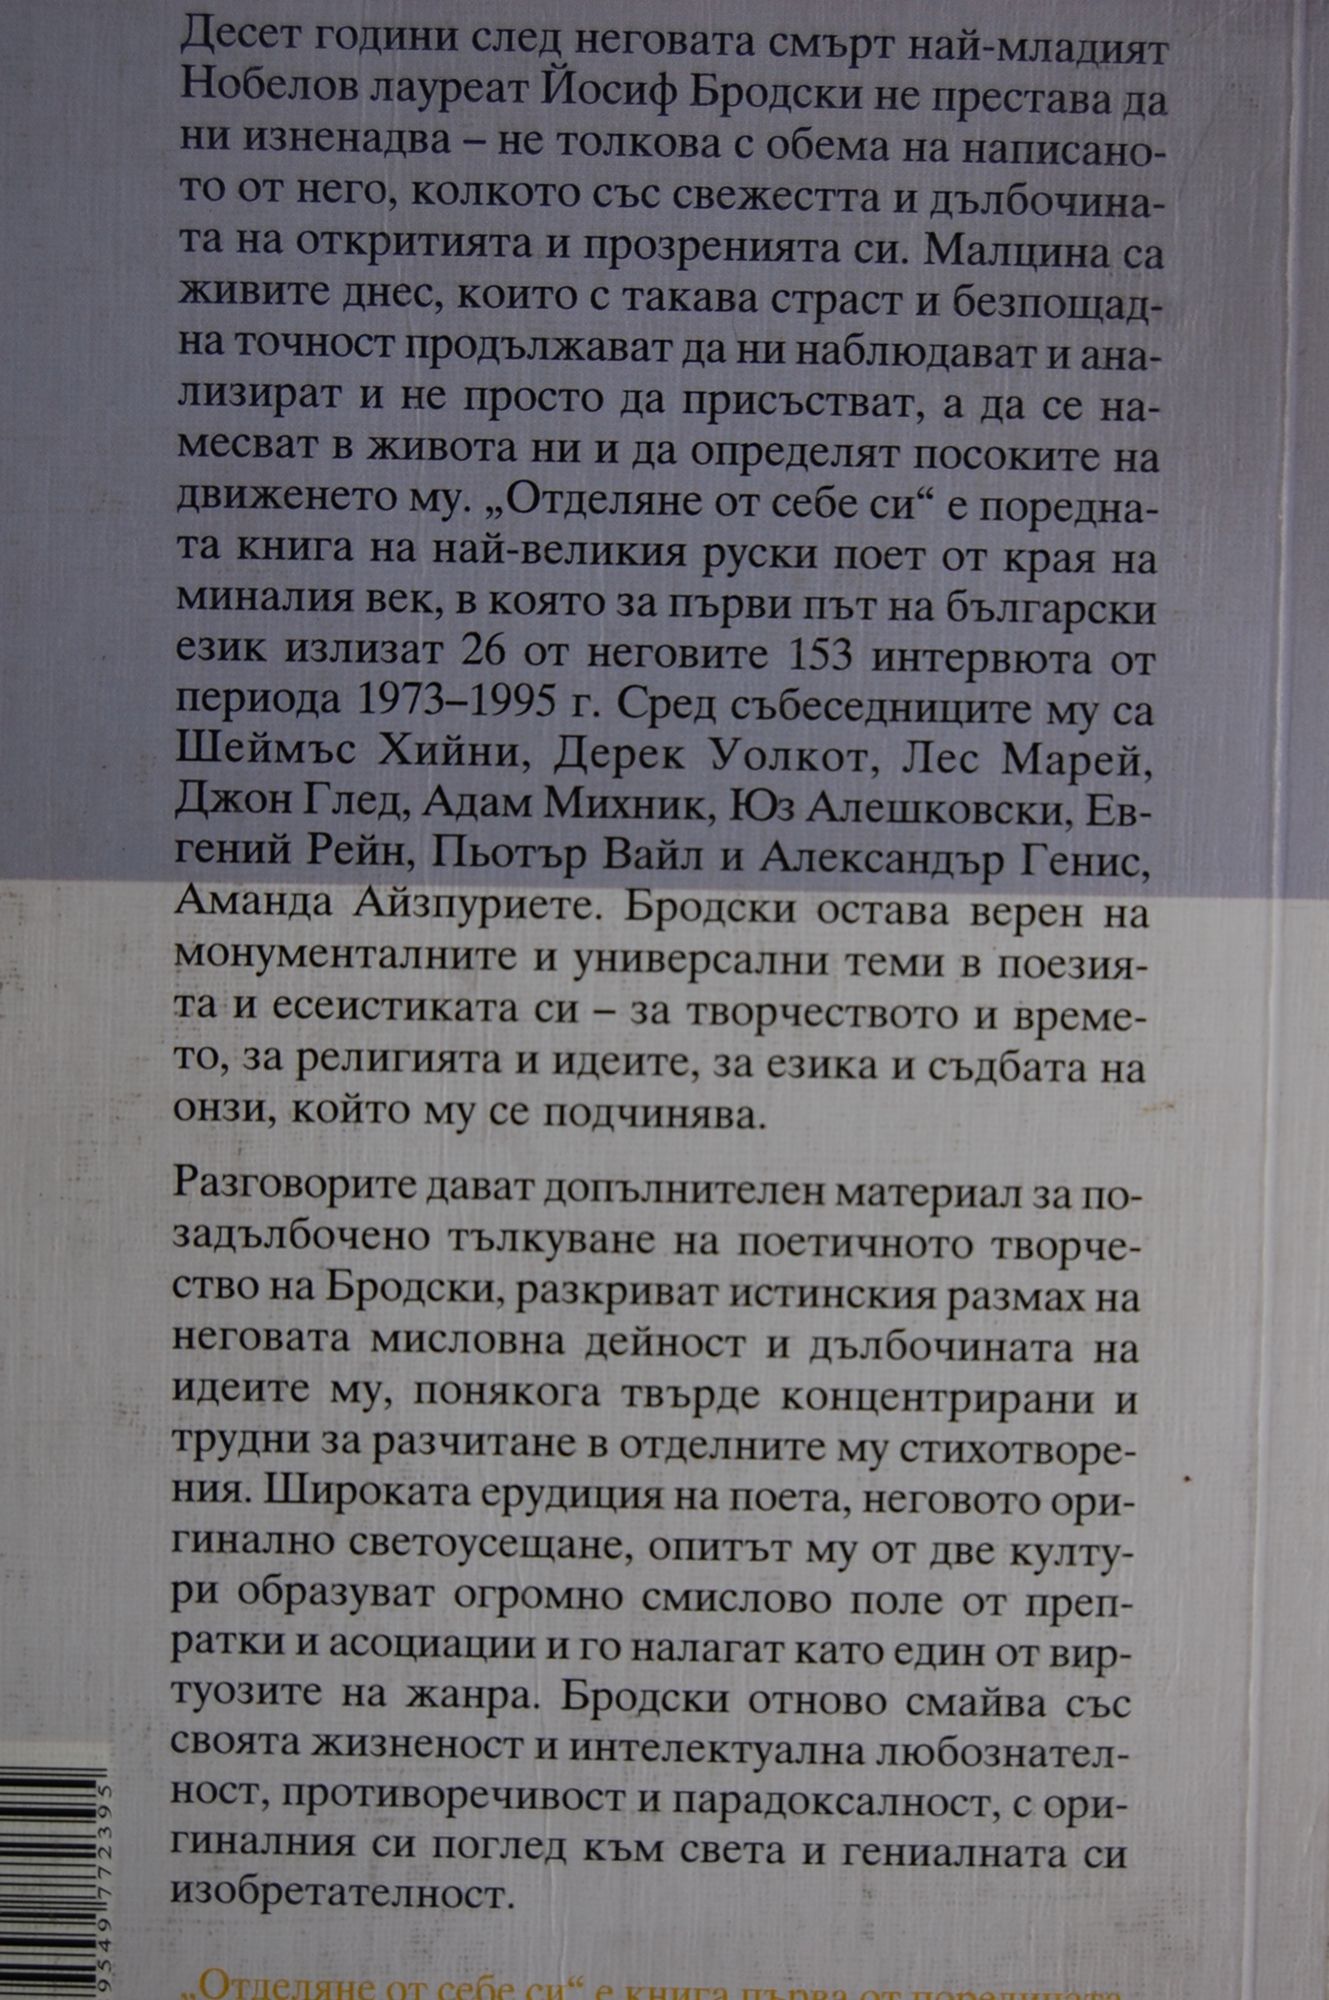 Десет години след неговата смърт най-младият
Нобелов лауреат Йосиф Бродски не престава да
ни изненадва – не толкова с обема на написано-
то от него, колкото със свежестта и дълбочина-
та на откритията и прозренията си. Малцина са
живите днес, които с такава страст и безпощад-
на точност продължават да ни наблюдават и ана-
лизират и не просто да присъстват, а да се на-
месват в живота ни и да определят посоките на
движенето му. „Отделяне от себе си“ е поредна-
та книга на най-великия руски поет от края на
миналия век, в която за първи път на български
език излизат 26 от неговите 153 интервюта от
периода 1973–1995 г. Сред събеседниците му са
Шеймъс Хийни, Дерек Уолкот, Лес Марей,
Джон Глед, Адам Михник, Юз Алешковски, Ев-
гений Рейн, Пьотър Вайл и Александър Генис,
Аманда Айзпуриете. Бродски остава верен на
монументалните и универсални теми в поезия-
та и есеистиката си – за творчеството и време-
то, за религията и идеите, за езика и съдбата на
онзи, който му се подчинява.
Разговорите дават допълнителен материал за по-
задълбочено тълкуване на поетичното творче-
ство на Бродски, разкриват истинския размах на
неговата мисловна дейност и дълбочината на
идеите му, понякога твърде концентрирани и
трудни за разчитане в отделните му стихотворе-
ния. Широката ерудиция на поета, неговото ори-
гинално светоусещане, опитът му от две култу-
ри образуват огромно смислово поле от преп-
ратки и асоциации и го налагат като един от вир-
туозите на жанра. Бродски отново смайва със
своята жизненост и интелектуална любознател-
ност, противоречивост и парадоксалност, с ори-
гиналния си поглед към света и гениалната си
изобретателност.
„Отделяне от себе си“ е книга първа от поредицата
9549772395